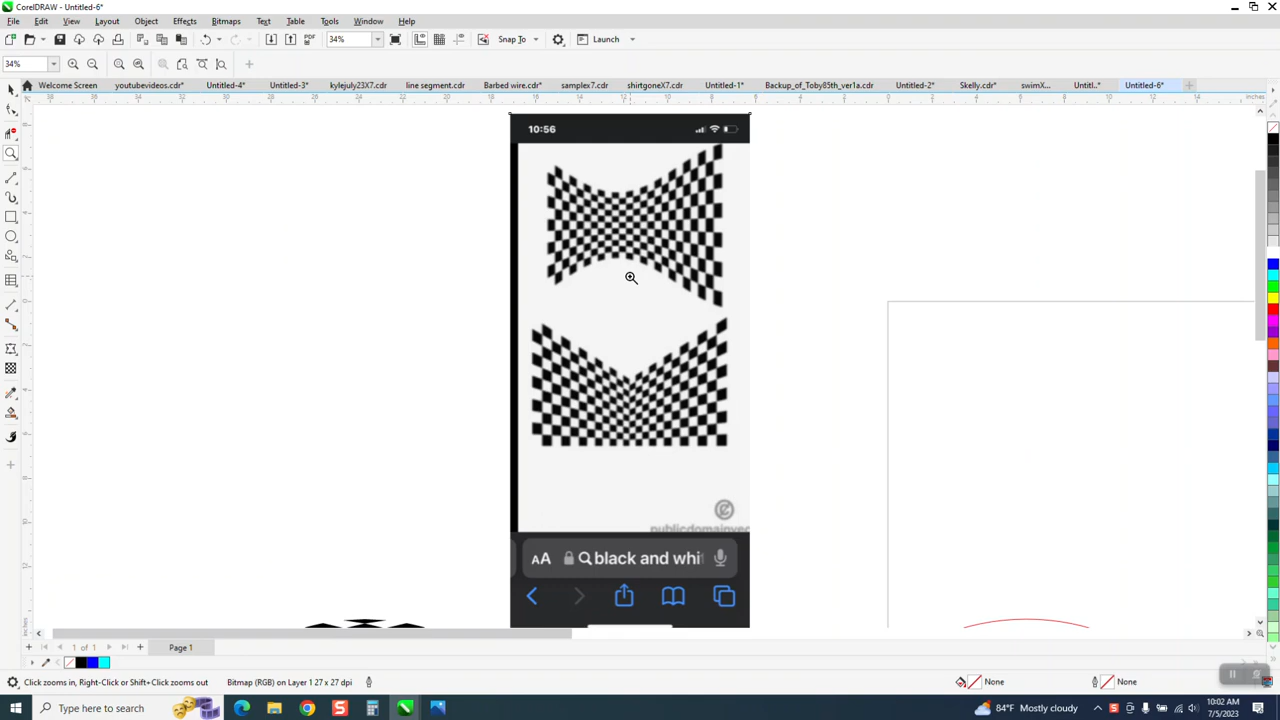 CorelDRAW - Untitled-6*
File Edit View Layout Object Effects Bitmaps Text Table Tools Window Help
34% PDF Snap To Launch
34%
Welcome Screen youtubevideos.cdr* Untitled-4* Untitled-3* kylejuly23X7.cdr line segment.cdr Barbed wire.cdr* samplex7.cdr shirtgoneX7.cdr Untitled-1* Backup_of_Toby85th_ver1a.cdr Untitled-2* Skelly.cdr* swimX... Untitl..* Untitled-6*
inches
10:56
publicdomainvec
AA black and whi
1 of 1 Page 1
Click zooms in, Right-Click or Shift+Click zooms out Bitmap (RGB) on Layer 1 27 x 27 dpi None None
Type here to search 84°F Mostly cloudy 10:02 AM
7/5/2023